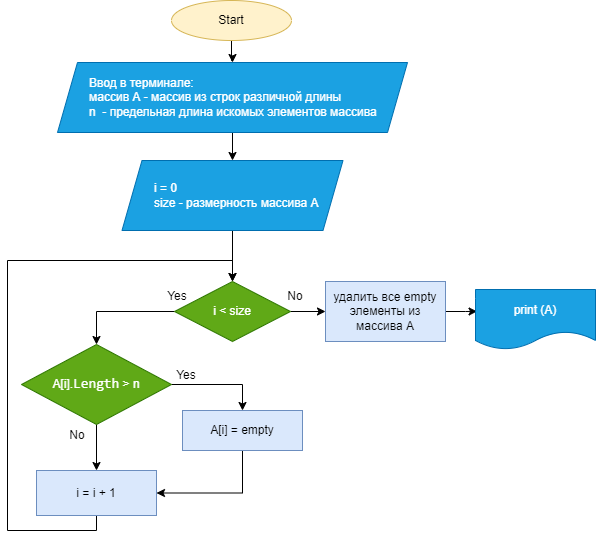 Start
Ввод в терминале:
массив А - массив из строк различной длины
n - предельная длина искомых элементов массива
i = 0
size - размерность массива А
i < size
Yes
No
удалить все empty
элементы из
массива А
print (A)
A[i].Length > n
Yes
No
A[i] = empty
i = i + 1